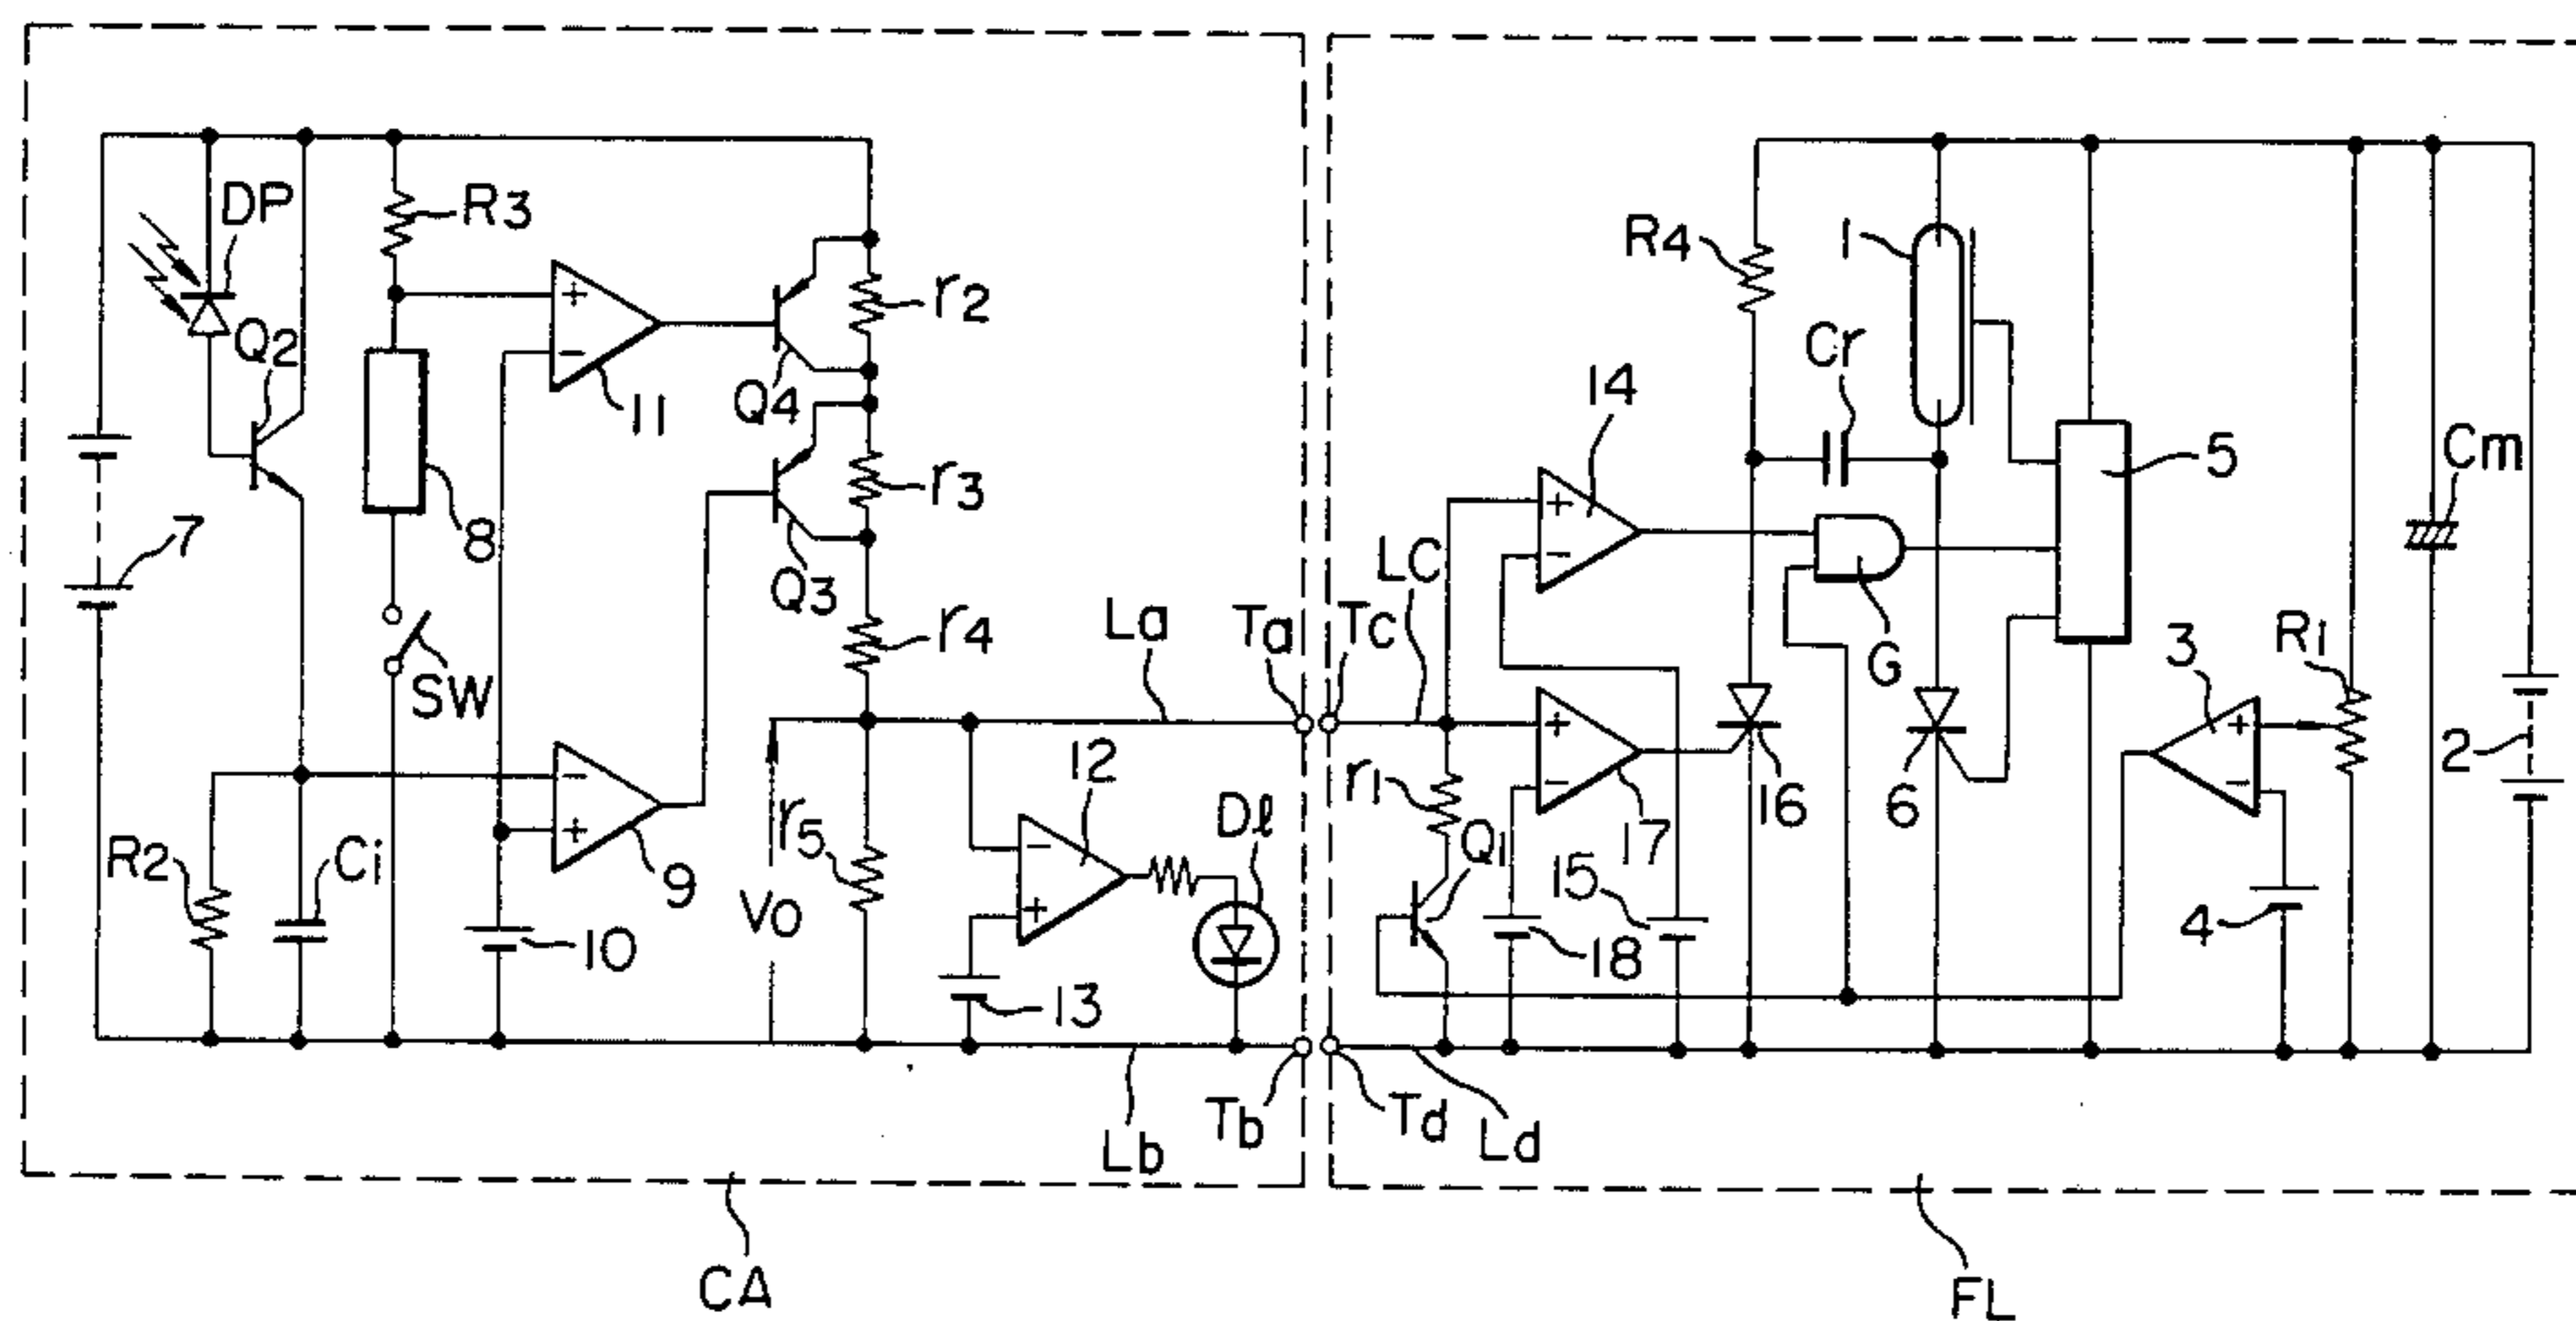 DP
R3
Q2
11
8
7
SW
R2
Ci
9
10
Q4
r2
Q3
r3
r4
r5
Vo
12
13
Dl
La
Lb
Ta
Tb
CA
Tc
Td
LC
Ld
r1
Q1
14
17
18
15
16
R4
Cr
1
G
6
5
3
4
R1
Cm
2
FL
+
−
−
+
−
+
+
−
+
−
+
−